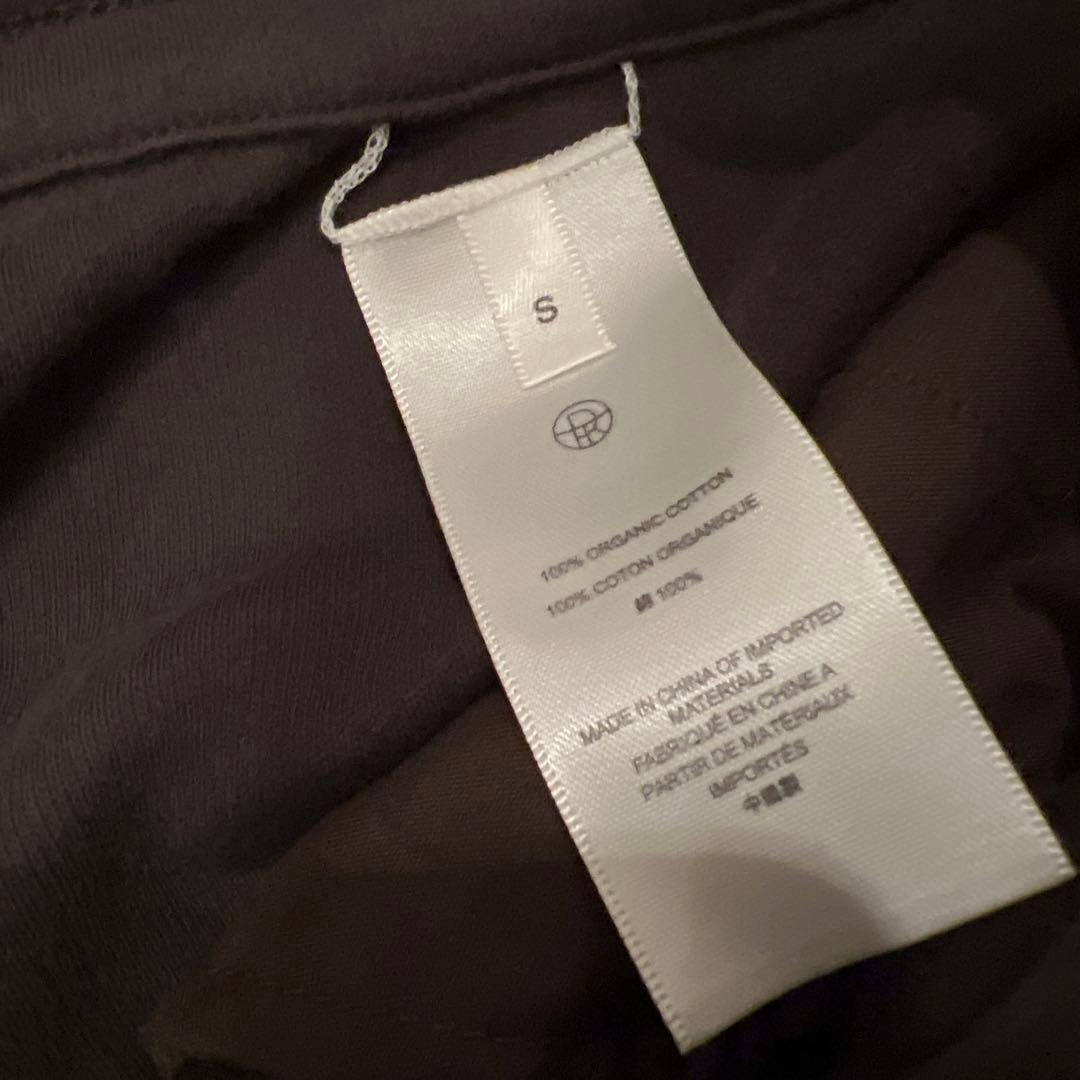 S
100% ORGANIC COTTON
100% COTON ORGANIQUE
綿 100%
MADE IN CHINA OF IMPORTED
MATERIALS
FABRIQUÉ EN CHINE A
PARTIR DE MATERIAUX
IMPORTÉS
中國製